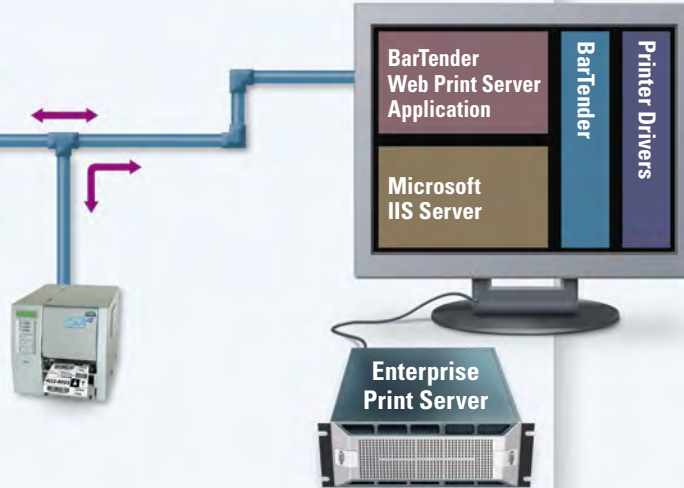 BarTender
Web Print Server
Application
Microsoft
IIS Server
BarTender
Printer Drivers
Enterprise
Print Server